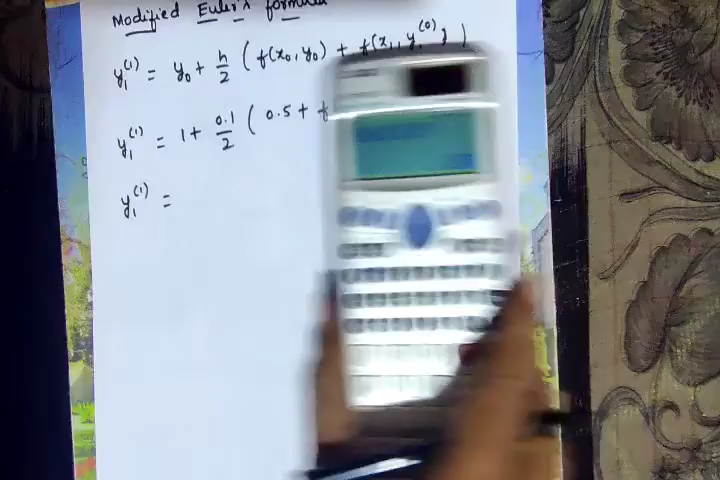 Modified Euler's formula
y₁⁽¹⁾ = y₀ + h/2 ( f(x₀, y₀) + f(x₁, y₁⁽⁰⁾) )
y₁⁽¹⁾ = 1 + 0.1/2 ( 0.5 + f
y₁⁽¹⁾ =